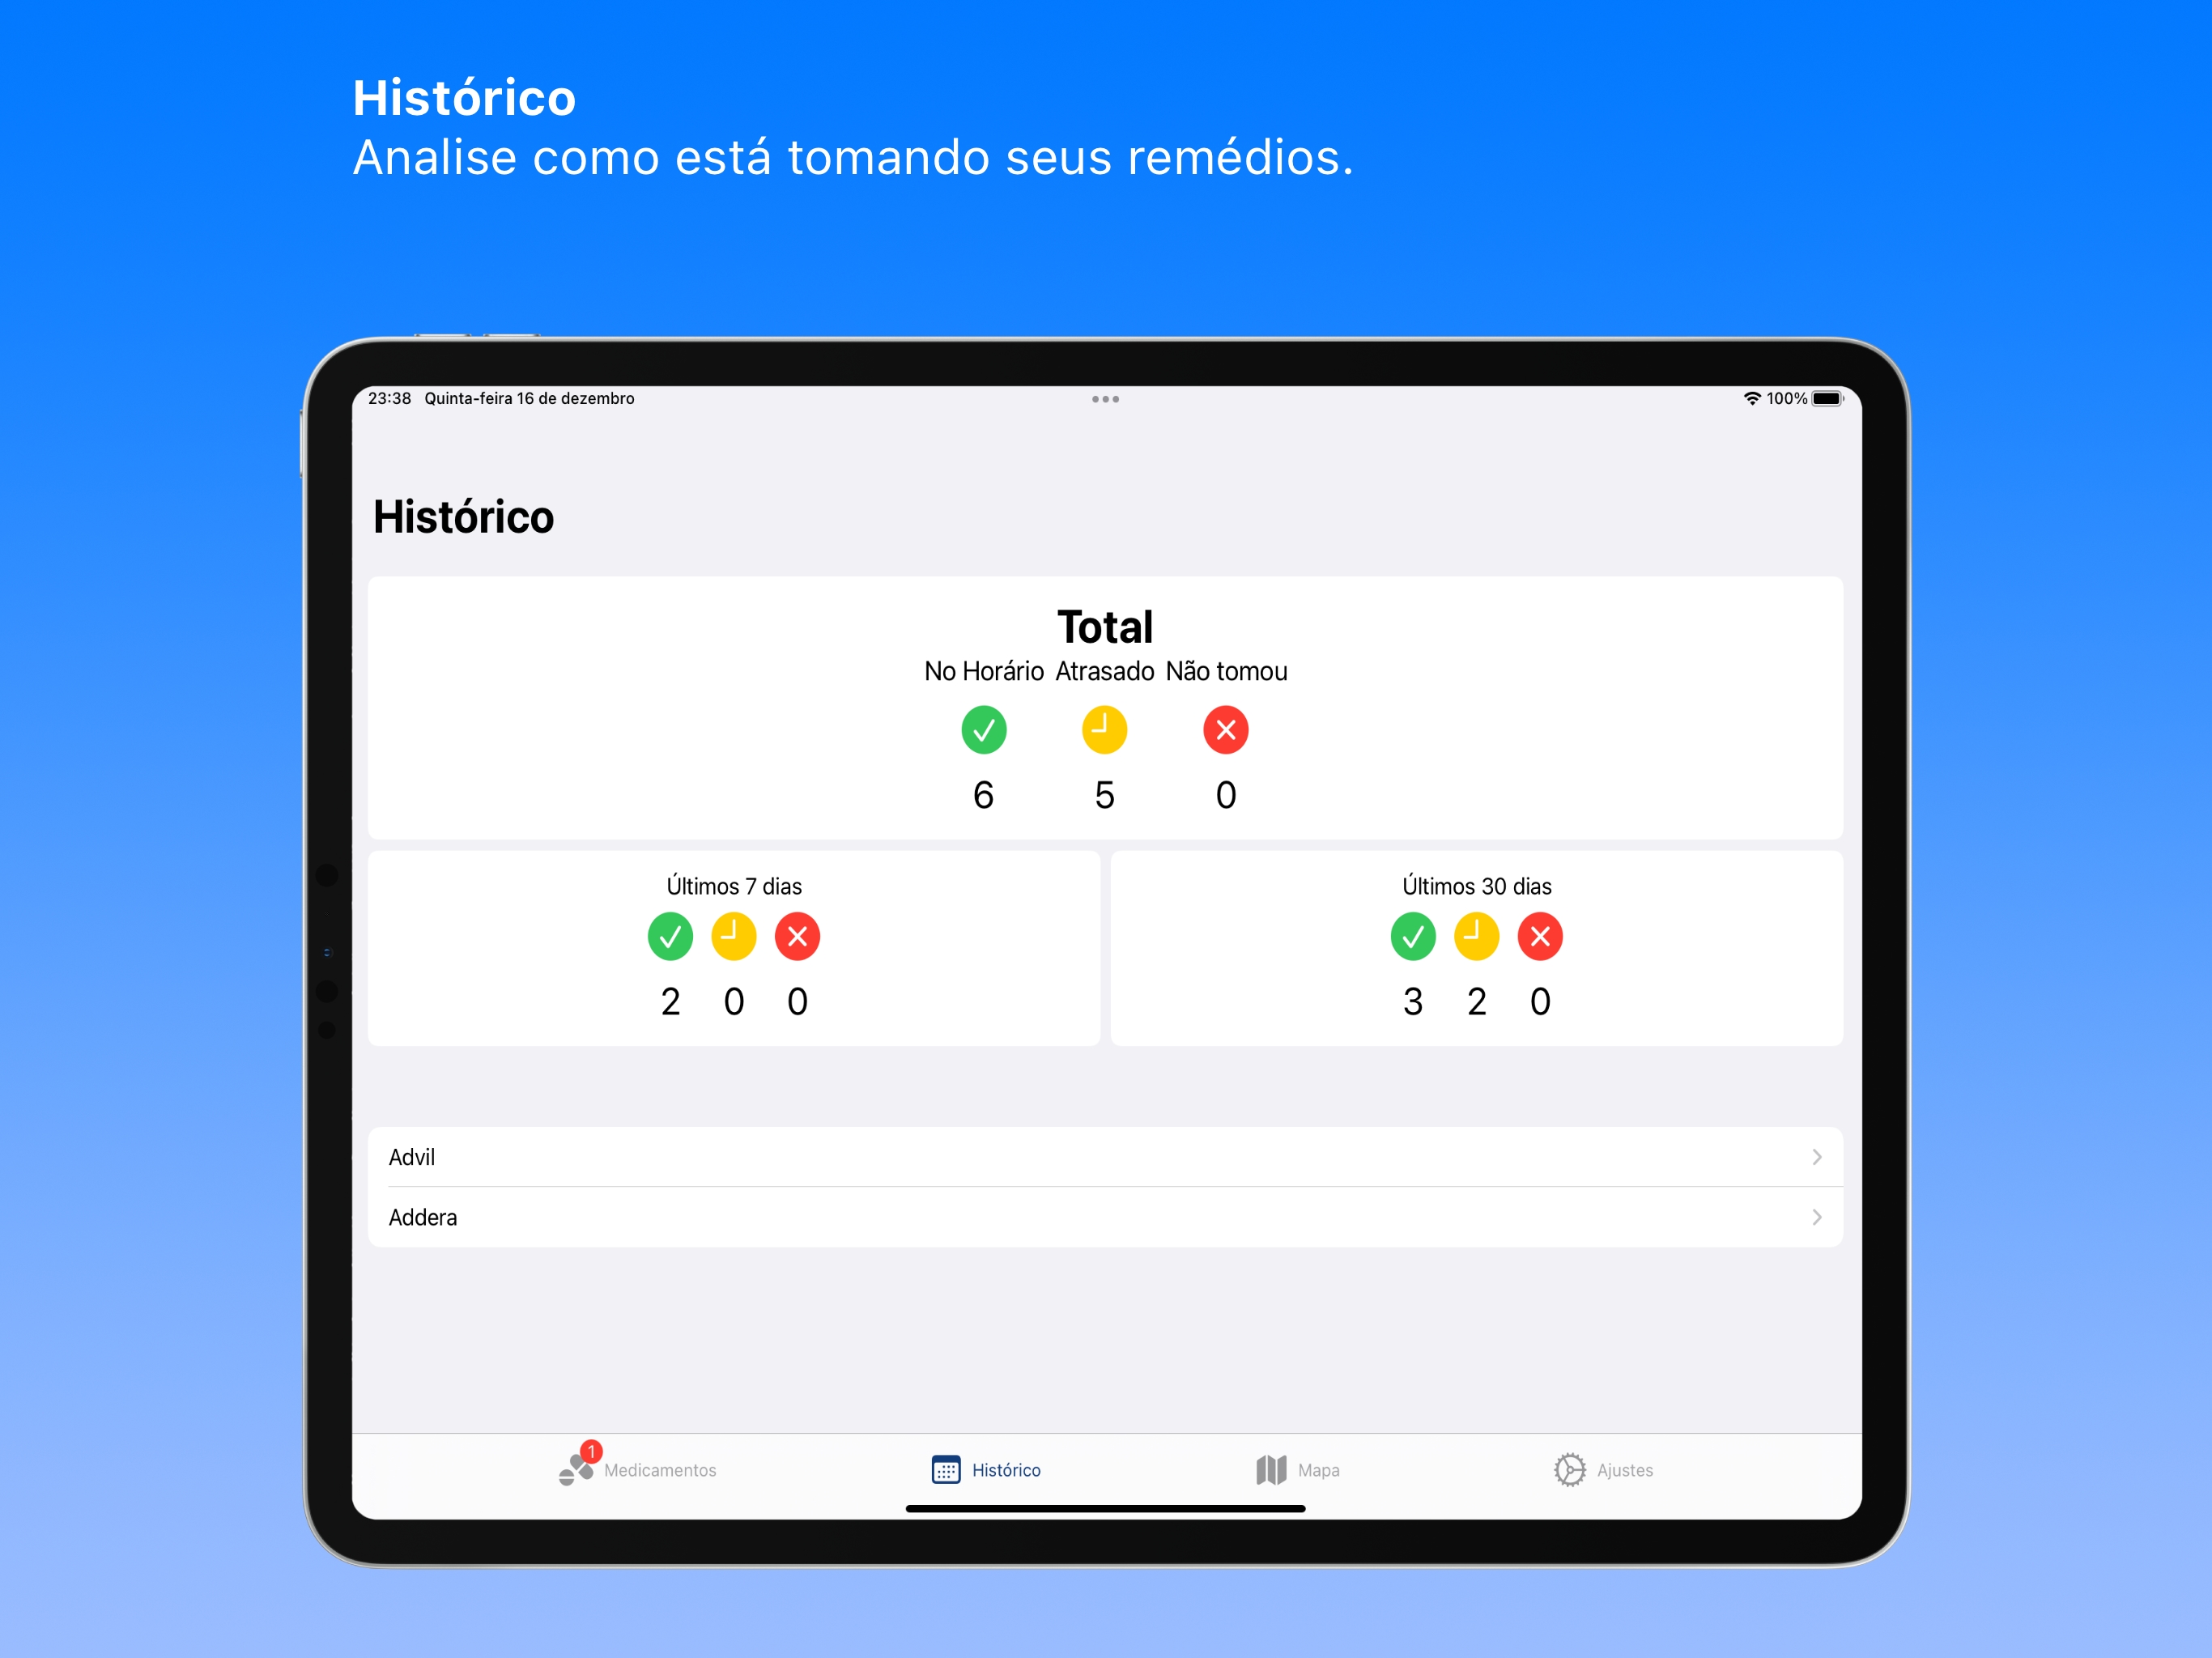 Histórico
Analise como está tomando seus remédios.
23:38 Quinta-feira 16 de dezembro 100%
Histórico
Total
No Horário Atrasado Não tomou
6 5 0
Últimos 7 dias Últimos 30 dias
2 0 0 3 2 0
Advil
Addera
1
Medicamentos Histórico Mapa Ajustes